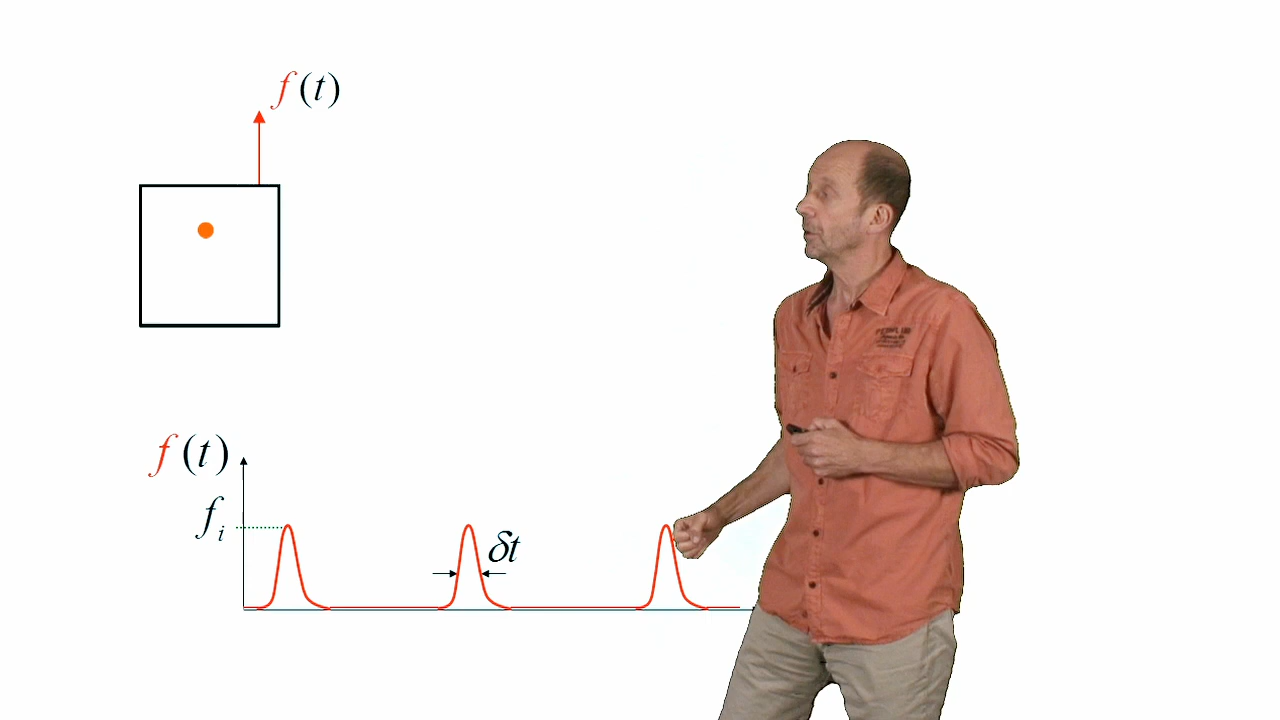 f (t)
f (t)
f_i
δt